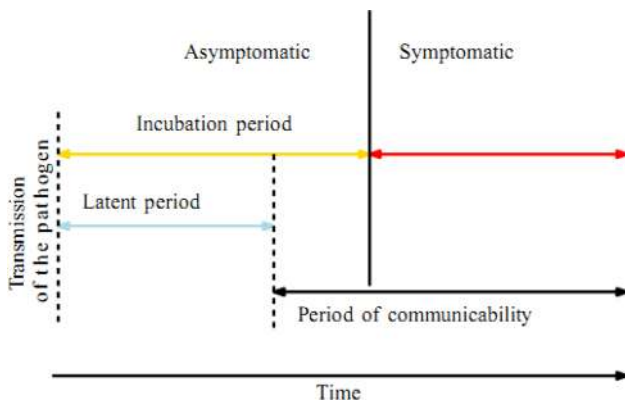 Asymptomatic
Symptomatic
Incubation period
Latent period
Transmission
of the pathogen
Period of communicability
Time